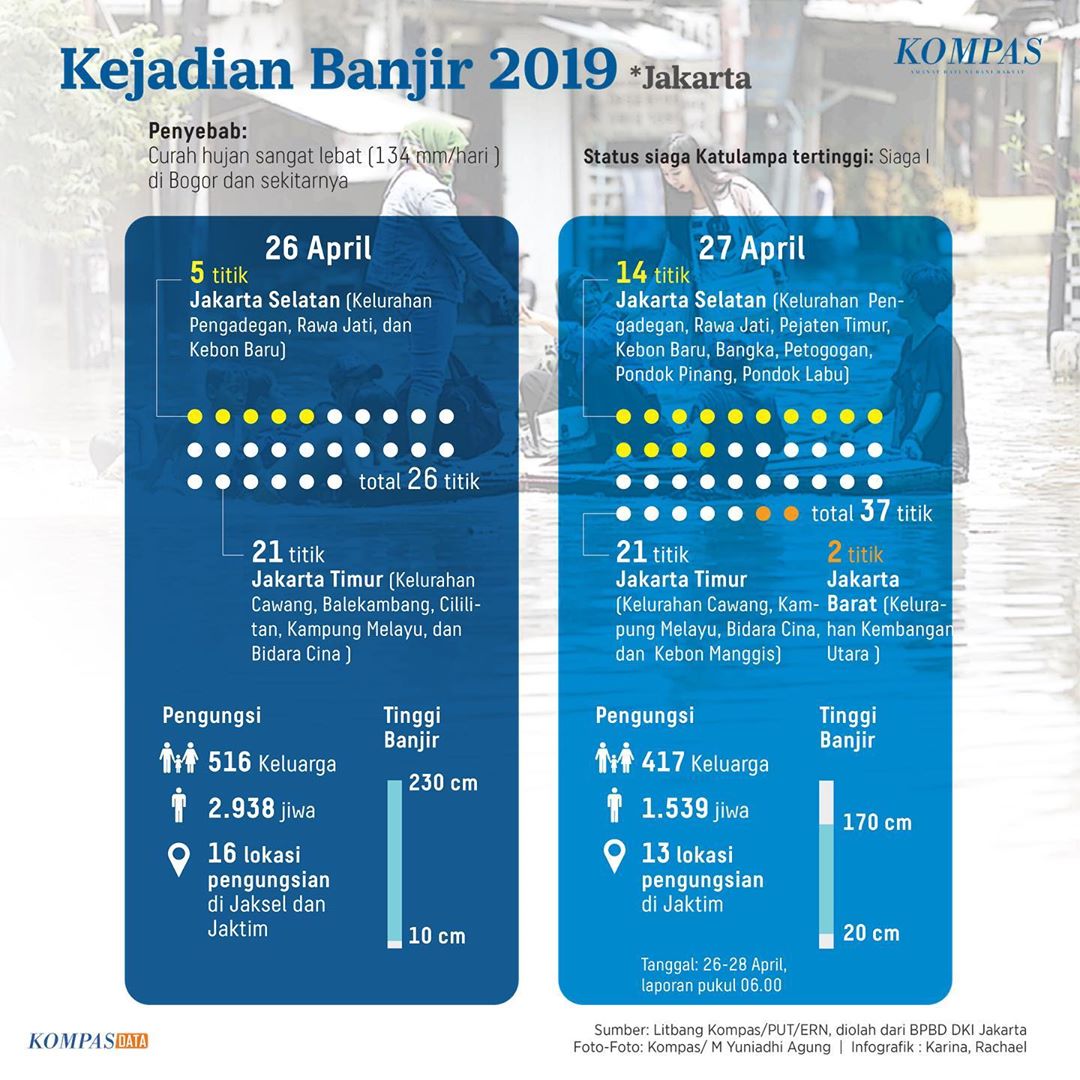 Kejadian Banjir 2019 *Jakarta
KOMPAS
AMANAT HATI NURANI RAKYAT
Penyebab:
Curah hujan sangat lebat (134 mm/hari )
di Bogor dan sekitarnya
Status siaga Katulampa tertinggi: Siaga I
26 April
5 titik
Jakarta Selatan (Kelurahan
Pengadegan, Rawa Jati, dan
Kebon Baru)
total 26 titik
21 titik
Jakarta Timur (Kelurahan
Cawang, Balekambang, Cilili-
tan, Kampung Melayu, dan
Bidara Cina )
Pengungsi
516 Keluarga
2.938 jiwa
16 lokasi
pengungsian
di Jaksel dan
Jaktim
Tinggi
Banjir
230 cm
10 cm
27 April
14 titik
Jakarta Selatan (Kelurahan Pen-
gadegan, Rawa Jati, Pejaten Timur,
Kebon Baru, Bangka, Petogogan,
Pondok Pinang, Pondok Labu)
total 37 titik
21 titik
Jakarta Timur
(Kelurahan Cawang, Kam-
pung Melayu, Bidara Cina,
dan Kebon Manggis)
2 titik
Jakarta
Barat (Kelura-
han Kembangan
Utara )
Pengungsi
417 Keluarga
1.539 jiwa
13 lokasi
pengungsian
di Jaktim
Tinggi
Banjir
170 cm
20 cm
Tanggal: 26-28 April,
laporan pukul 06.00
KOMPAS DATA
Sumber: Litbang Kompas/PUT/ERN, diolah dari BPBD DKI Jakarta
Foto-Foto: Kompas/ M Yuniadhi Agung | Infografik : Karina, Rachael